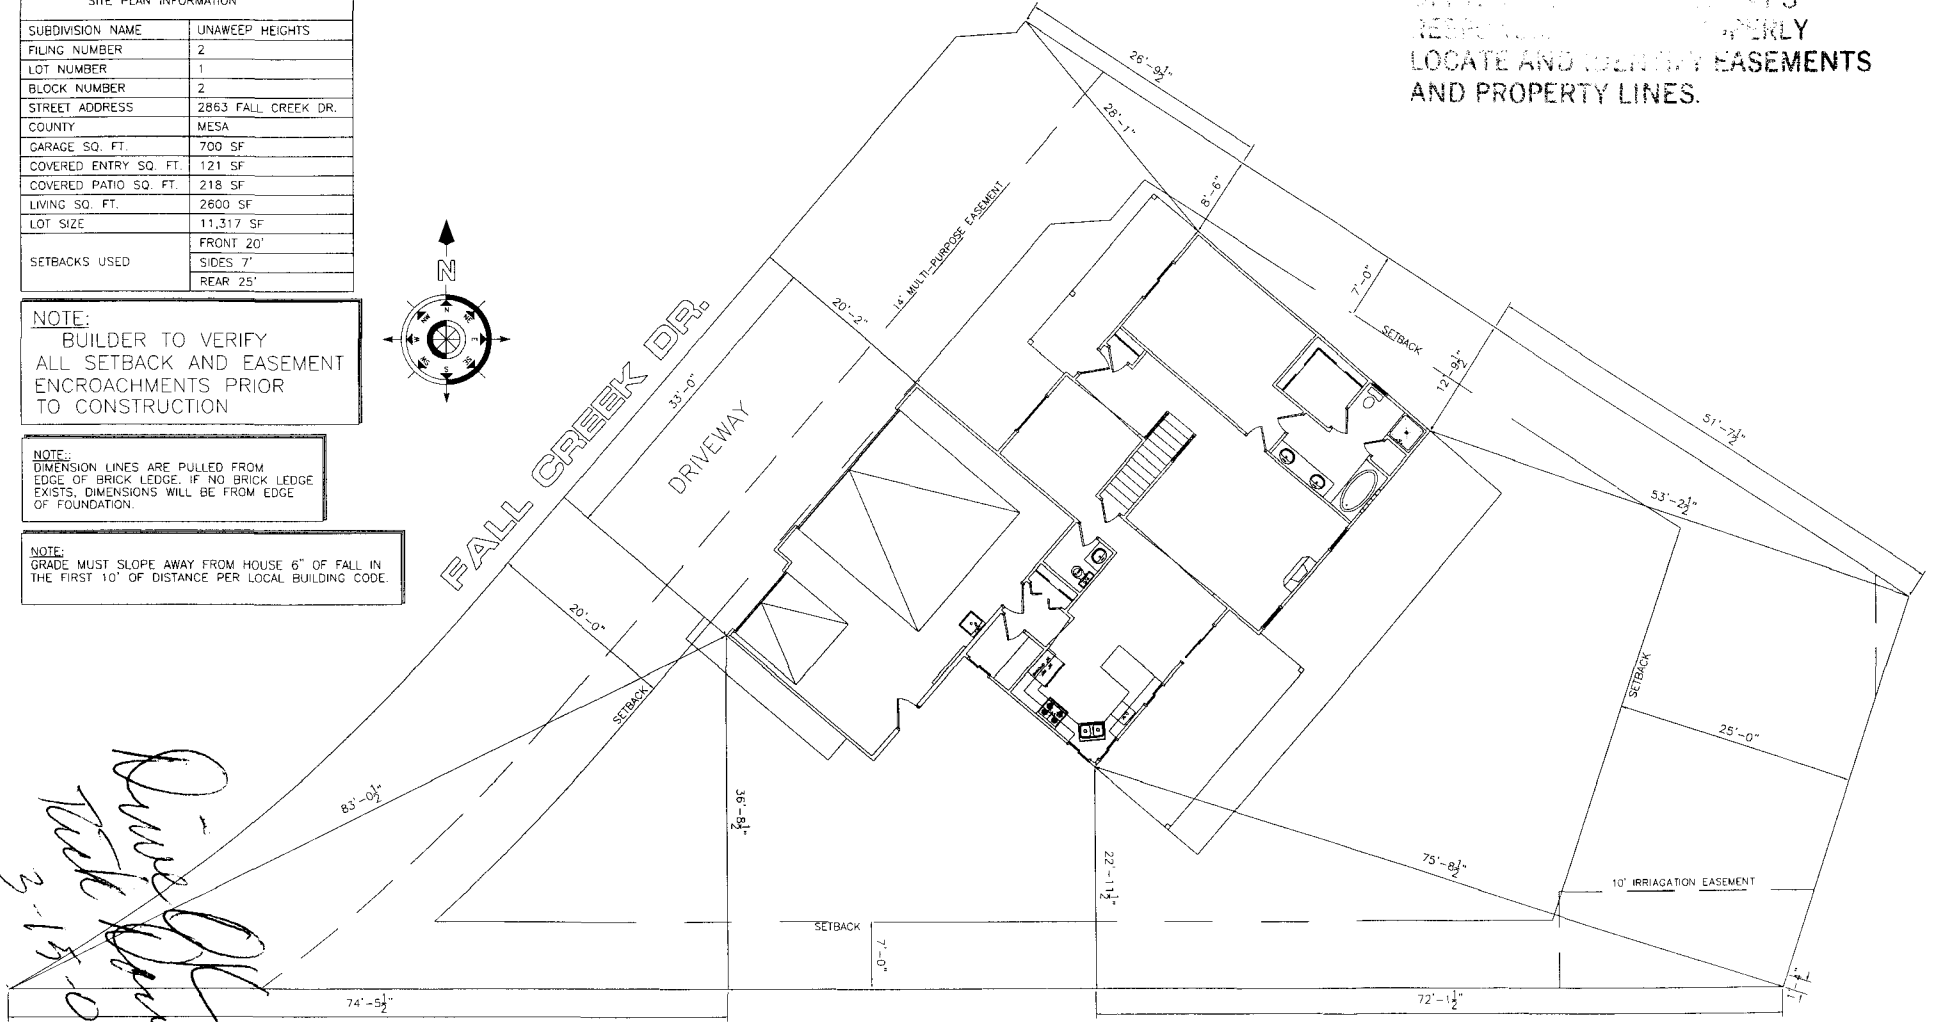 SITE PLAN INFORMATION
SUBDIVISION NAME UNAWEEP HEIGHTS
FILING NUMBER 2
LOT NUMBER 1
BLOCK NUMBER 2
STREET ADDRESS 2863 FALL CREEK DR.
COUNTY MESA
GARAGE SQ. FT. 700 SF
COVERED ENTRY SQ. FT. 121 SF
COVERED PATIO SQ. FT. 218 SF
LIVING SQ. FT. 2600 SF
LOT SIZE 11,317 SF
SETBACKS USED
FRONT 20'
SIDES 7'
REAR 25'
NOTE:
BUILDER TO VERIFY
ALL SETBACK AND EASEMENT
ENCROACHMENTS PRIOR
TO CONSTRUCTION
NOTE::
DIMENSION LINES ARE PULLED FROM
EDGE OF BRICK LEDGE. IF NO BRICK LEDGE
EXISTS, DIMENSIONS WILL BE FROM EDGE
OF FOUNDATION.
NOTE:
GRADE MUST SLOPE AWAY FROM HOUSE 6" OF FALL IN
THE FIRST 10' OF DISTANCE PER LOCAL BUILDING CODE.
N
N
NE
E
SE
S
SW
W
NW
LOCATE AND EASEMENTS
AND PROPERTY LINES.
26'-9½"
28'-1"
8'-6"
14' MULTI-PURPOSE EASEMENT
7'-0"
SETBACK
12'-9½"
51'-7½"
53'-2½"
20'-2"
33'-0"
DRIVEWAY
FALL CREEK DR.
20'-0"
SETBACK
SETBACK
25'-0"
83'-0½"
36'-8½"
22'-11½"
75'-8½"
10' IRRIAGATION EASEMENT
SETBACK
7'-0"
74'-5½"
72'-1½"
OK
3-15-0